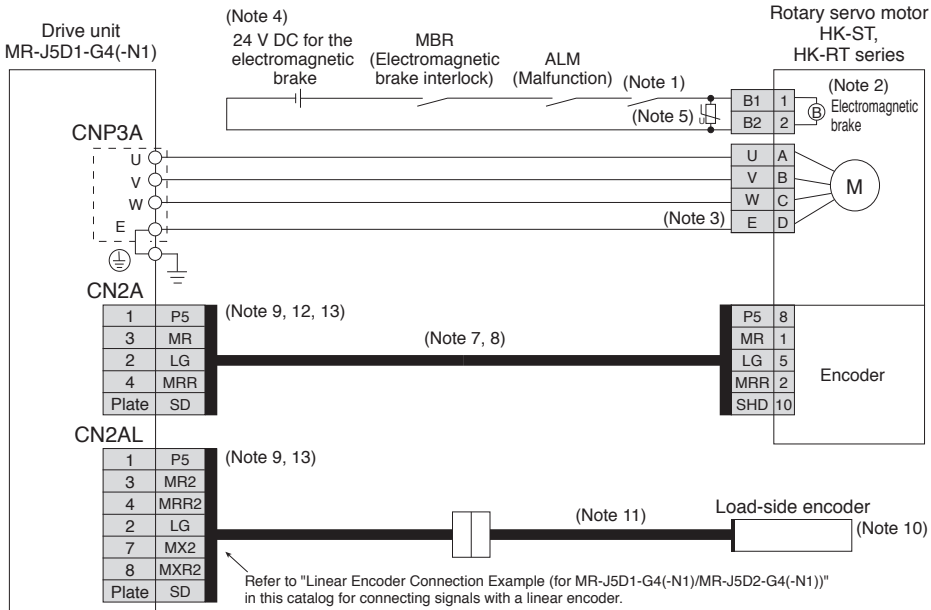 Drive unit
MR-J5D1-G4(-N1)
(Note 4)
24 V DC for the
electromagnetic
brake
MBR
(Electromagnetic
brake interlock)
ALM
(Malfunction)
(Note 1)
(Note 5)
U
Rotary servo motor
HK-ST,
HK-RT series
B1 1
B2 2
B
(Note 2)
Electromagnetic
brake
CNP3A
U
V
W
E
(Note 3)
U A
V B
W C
E D
M
CN2A
1 P5
3 MR
2 LG
4 MRR
Plate SD
(Note 9, 12, 13)
(Note 7, 8)
P5 8
MR 1
LG 5
MRR 2
SHD 10
Encoder
CN2AL
1 P5
3 MR2
4 MRR2
2 LG
7 MX2
8 MXR2
Plate SD
(Note 9, 13)
(Note 11)
Load-side encoder
(Note 10)
Refer to "Linear Encoder Connection Example (for MR-J5D1-G4(-N1)/MR-J5D2-G4(-N1))"
in this catalog for connecting signals with a linear encoder.